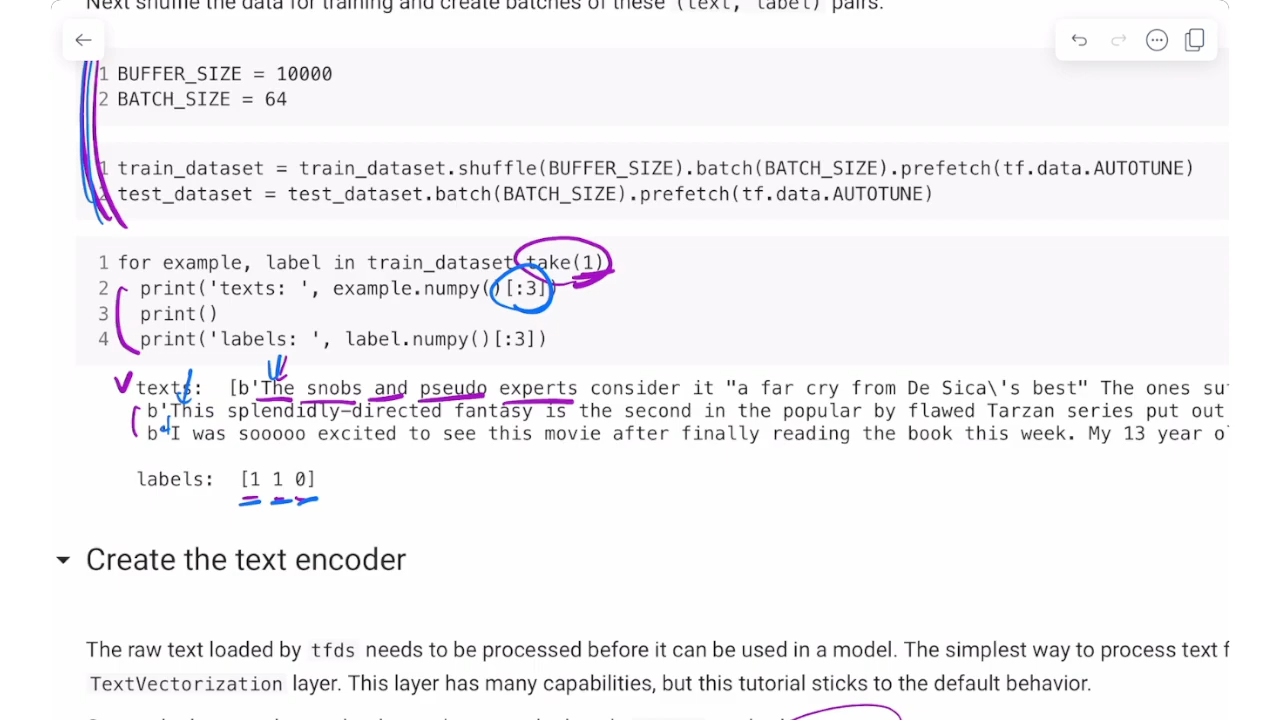 Next shuffle the data for training and create batches of these (text, label) pairs:
1 BUFFER_SIZE = 10000
2 BATCH_SIZE = 64
1 train_dataset = train_dataset.shuffle(BUFFER_SIZE).batch(BATCH_SIZE).prefetch(tf.data.AUTOTUNE)
2 test_dataset = test_dataset.batch(BATCH_SIZE).prefetch(tf.data.AUTOTUNE)
1 for example, label in train_dataset.take(1):
2 print('texts: ', example.numpy()[:3])
3 print()
4 print('labels: ', label.numpy()[:3])
texts: [b'The snobs and pseudo experts consider it "a far cry from De Sica\'s best" The ones su
b'This splendidly-directed fantasy is the second in the popular by flawed Tarzan series put out
b'I was sooooo excited to see this movie after finally reading the book this week. My 13 year o
labels: [1 1 0]
Create the text encoder
The raw text loaded by tfds needs to be processed before it can be used in a model. The simplest way to process text f
TextVectorization layer. This layer has many capabilities, but this tutorial sticks to the default behavior.